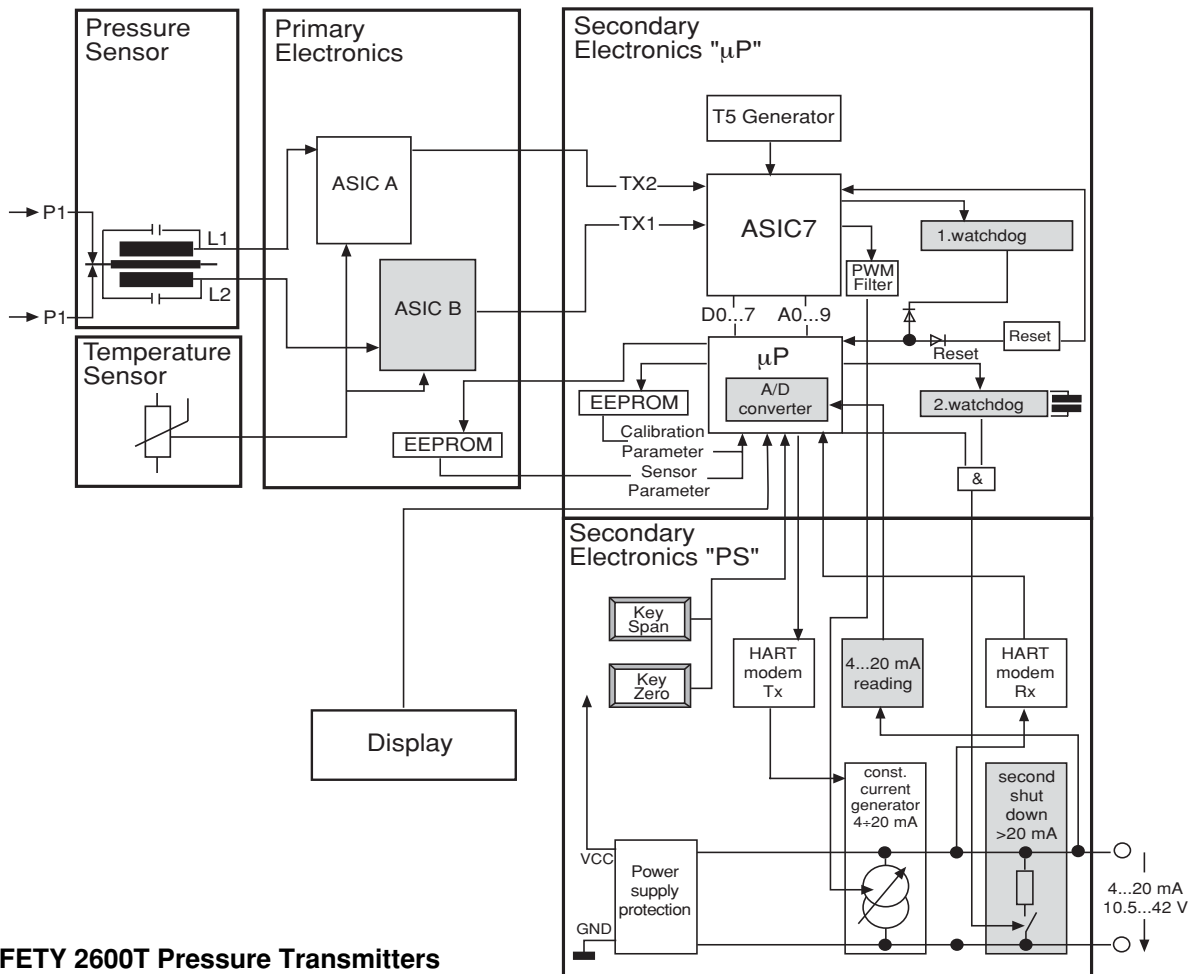 Pressure
Sensor
Primary
Electronics
Secondary
Electronics "µP"
T5 Generator
ASIC A
TX2
P1
L1
TX1
ASIC7
1.watchdog
PWM
Filter
ASIC B
L2
P1
D0...7 A0...9
Reset
Reset
Temperature
Sensor
µP
A/D
converter
EEPROM
2.watchdog
Calibration
Parameter
EEPROM
Sensor
Parameter
&
Secondary
Electronics "PS"
Key
Span
Key
Zero
HART
modem
Tx
4...20 mA
reading
HART
modem
Rx
Display
const.
current
generator
4÷20 mA
second
shut
down
>20 mA
VCC
Power
supply
protection
GND
4...20 mA
10.5...42 V
FETY 2600T Pressure Transmitters